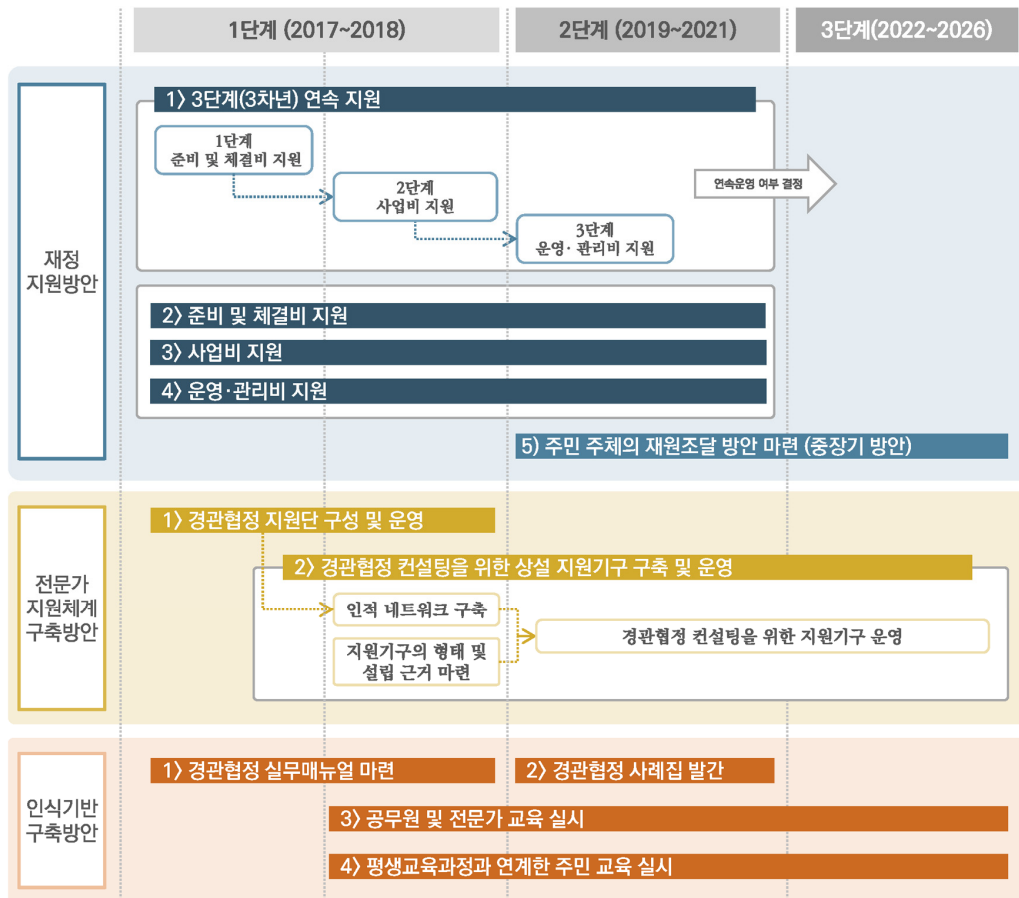 1단계 (2017~2018)
2단계 (2019~2021)
3단계(2022~2026)
재정
지원방안
1> 3단계(3차년) 연속 지원
1단계
준비 및 체결비 지원
2단계
사업비 지원
3단계
운영· 관리비 지원
연속운영 여부 결정
2> 준비 및 체결비 지원
3> 사업비 지원
4> 운영·관리비 지원
5) 주민 주체의 재원조달 방안 마련 (중장기 방안)
전문가
지원체계
구축방안
1> 경관협정 지원단 구성 및 운영
2> 경관협정 컨설팅을 위한 상설 지원기구 구축 및 운영
인적 네트워크 구축
지원기구의 형태 및
설립 근거 마련
경관협정 컨설팅을 위한 지원기구 운영
인식기반
구축방안
1> 경관협정 실무매뉴얼 마련
2> 경관협정 사례집 발간
3> 공무원 및 전문가 교육 실시
4> 평생교육과정과 연계한 주민 교육 실시